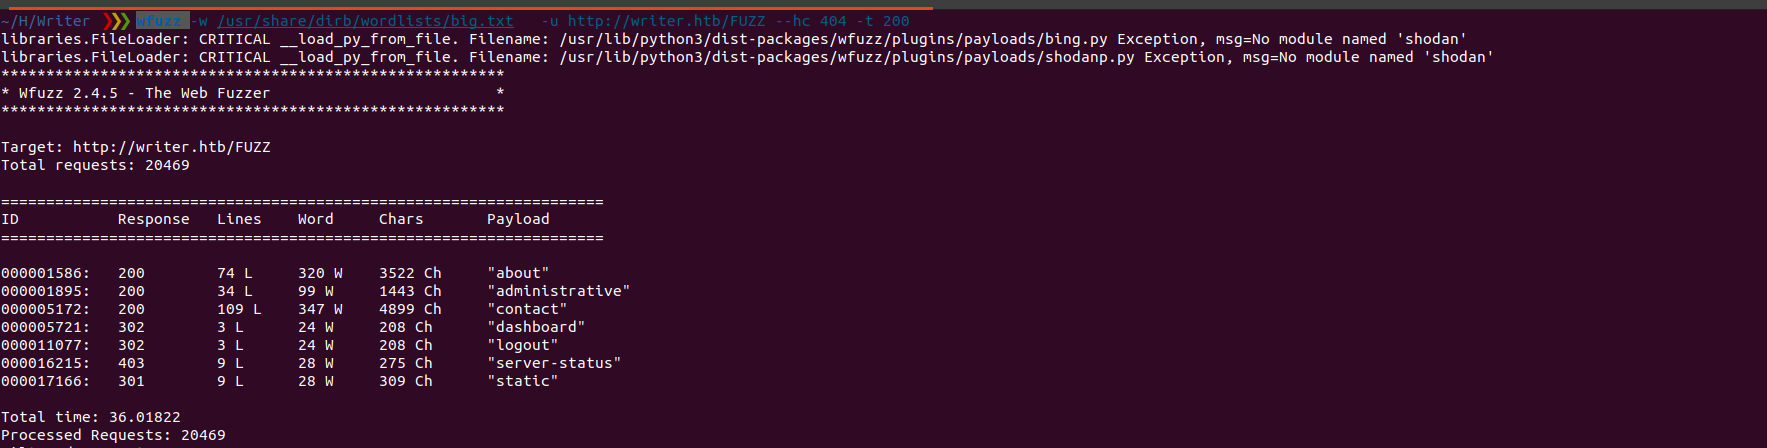 ~/H/Writer ❯❯❯ wfuzz -w /usr/share/dirb/wordlists/big.txt   -u http://writer.htb/FUZZ --hc 404 -t 200
libraries.FileLoader: CRITICAL __load_py_from_file. Filename: /usr/lib/python3/dist-packages/wfuzz/plugins/payloads/bing.py Exception, msg=No module named 'shodan'
libraries.FileLoader: CRITICAL __load_py_from_file. Filename: /usr/lib/python3/dist-packages/wfuzz/plugins/payloads/shodanp.py Exception, msg=No module named 'shodan'
********************************************************
* Wfuzz 2.4.5 - The Web Fuzzer                         *
********************************************************
Target: http://writer.htb/FUZZ
Total requests: 20469
===================================================================
ID           Response   Lines    Word     Chars       Payload
===================================================================
000001586:   200        74 L     320 W    3522 Ch     "about"
000001895:   200        34 L     99 W     1443 Ch     "administrative"
000005172:   200        109 L    347 W    4899 Ch     "contact"
000005721:   302        3 L      24 W     208 Ch      "dashboard"
000011077:   302        3 L      24 W     208 Ch      "logout"
000016215:   403        9 L      28 W     275 Ch      "server-status"
000017166:   301        9 L      28 W     309 Ch      "static"
Total time: 36.01822
Processed Requests: 20469